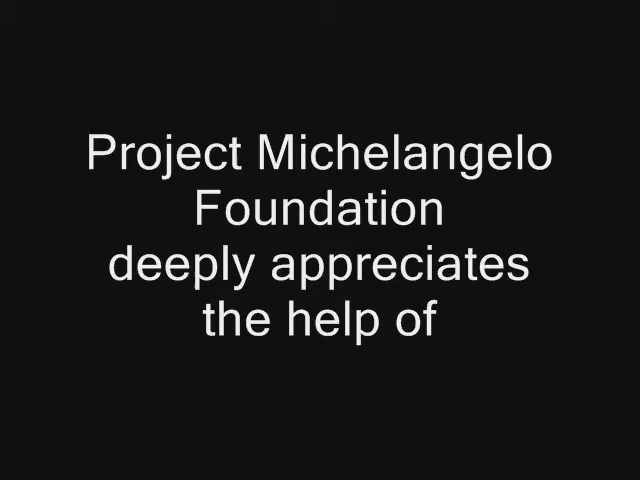 Project Michelangelo
Foundation
deeply appreciates
the help of